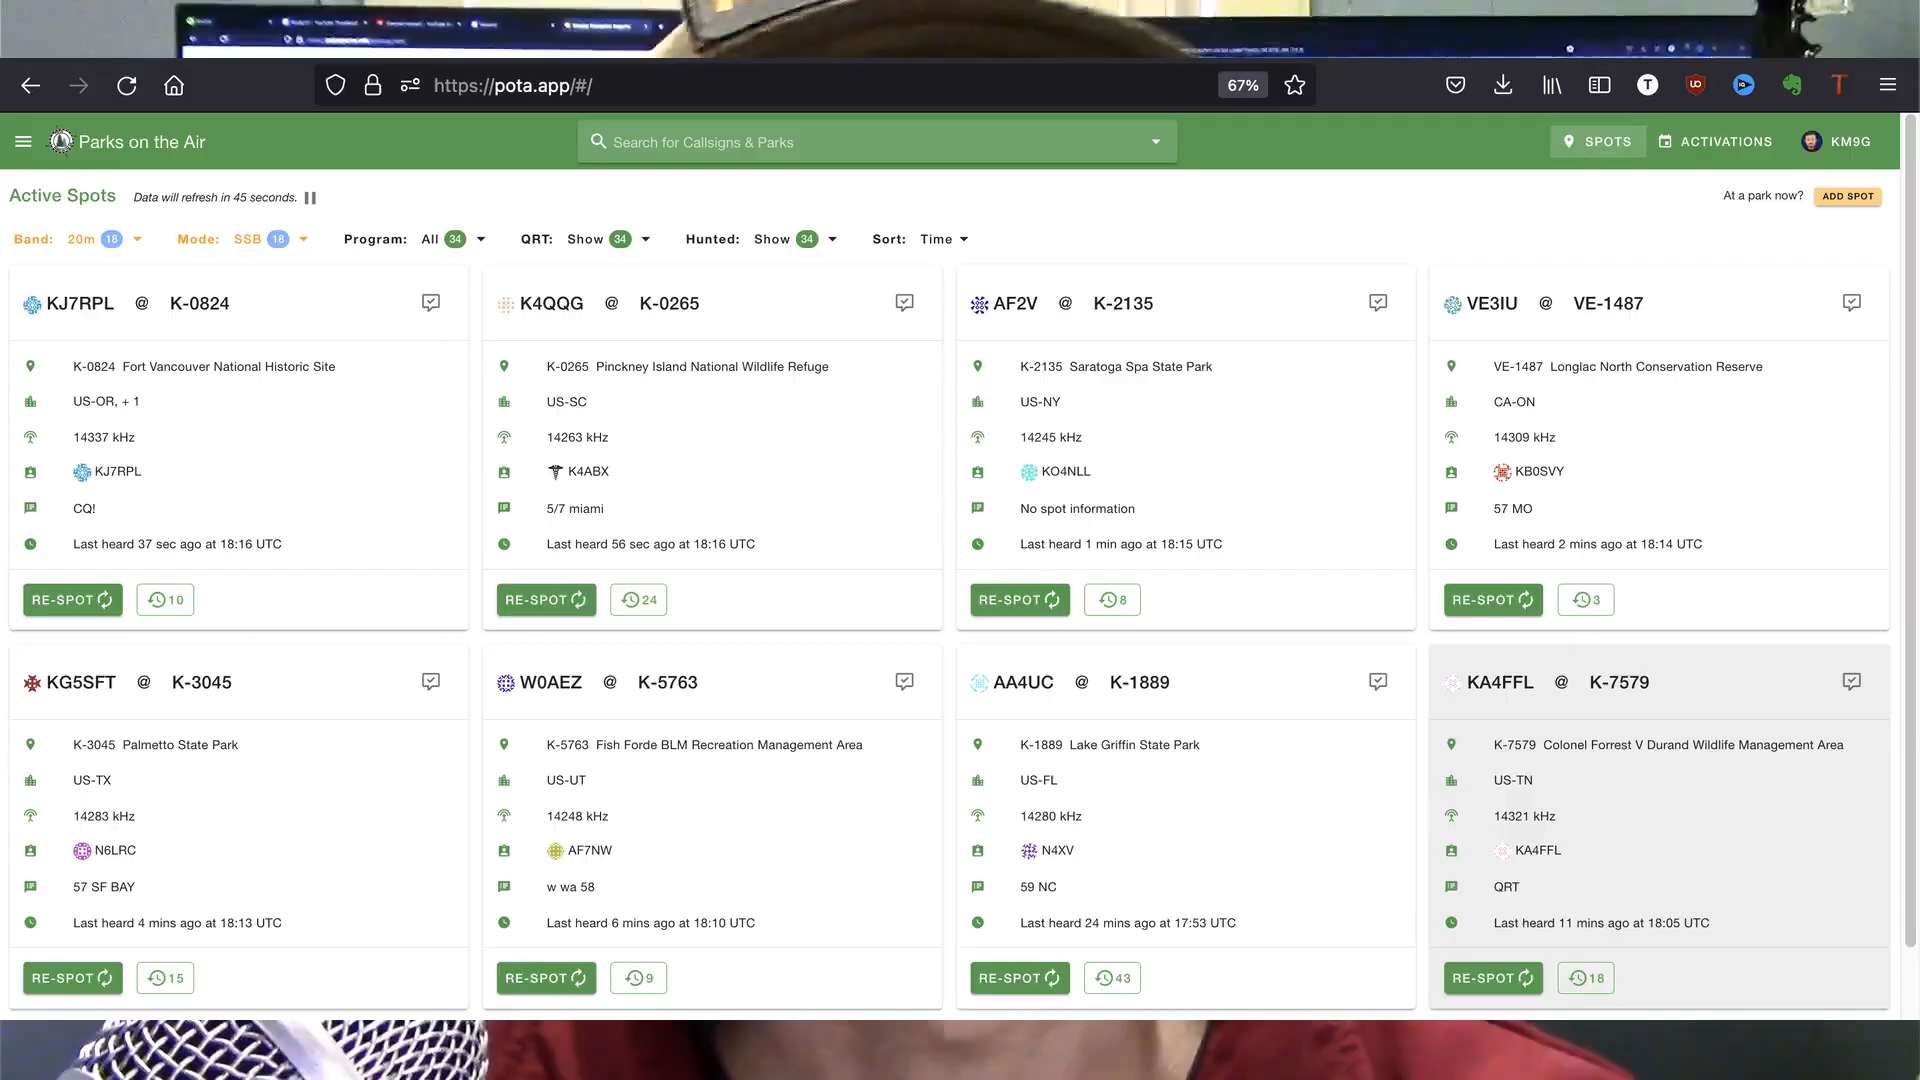 https://pota.app/#/
67%
Parks on the Air
Search for Callsigns & Parks
SPOTS
ACTIVATIONS
KM9G
Active Spots
Data will refresh in 45 seconds.
At a park now?
ADD SPOT
Band: 20m 18
Mode: SSB 18
Program: All 34
QRT: Show 34
Hunted: Show 34
Sort: Time
KJ7RPL @ K-0824
K-0824 Fort Vancouver National Historic Site
US-OR, + 1
14337 kHz
KJ7RPL
CQ!
Last heard 37 sec ago at 18:16 UTC
RE-SPOT
10
K4QQG @ K-0265
K-0265 Pinckney Island National Wildlife Refuge
US-SC
14263 kHz
K4ABX
5/7 miami
Last heard 56 sec ago at 18:16 UTC
RE-SPOT
24
AF2V @ K-2135
K-2135 Saratoga Spa State Park
US-NY
14245 kHz
KO4NLL
No spot information
Last heard 1 min ago at 18:15 UTC
RE-SPOT
8
VE3IU @ VE-1487
VE-1487 Longlac North Conservation Reserve
CA-ON
14309 kHz
KB0SVY
57 MO
Last heard 2 mins ago at 18:14 UTC
RE-SPOT
3
KG5SFT @ K-3045
K-3045 Palmetto State Park
US-TX
14283 kHz
N6LRC
57 SF BAY
Last heard 4 mins ago at 18:13 UTC
RE-SPOT
15
W0AEZ @ K-5763
K-5763 Fish Forde BLM Recreation Management Area
US-UT
14248 kHz
AF7NW
w wa 58
Last heard 6 mins ago at 18:10 UTC
RE-SPOT
9
AA4UC @ K-1889
K-1889 Lake Griffin State Park
US-FL
14280 kHz
N4XV
59 NC
Last heard 24 mins ago at 17:53 UTC
RE-SPOT
43
KA4FFL @ K-7579
K-7579 Colonel Forrest V Durand Wildlife Management Area
US-TN
14321 kHz
KA4FFL
QRT
Last heard 11 mins ago at 18:05 UTC
RE-SPOT
18